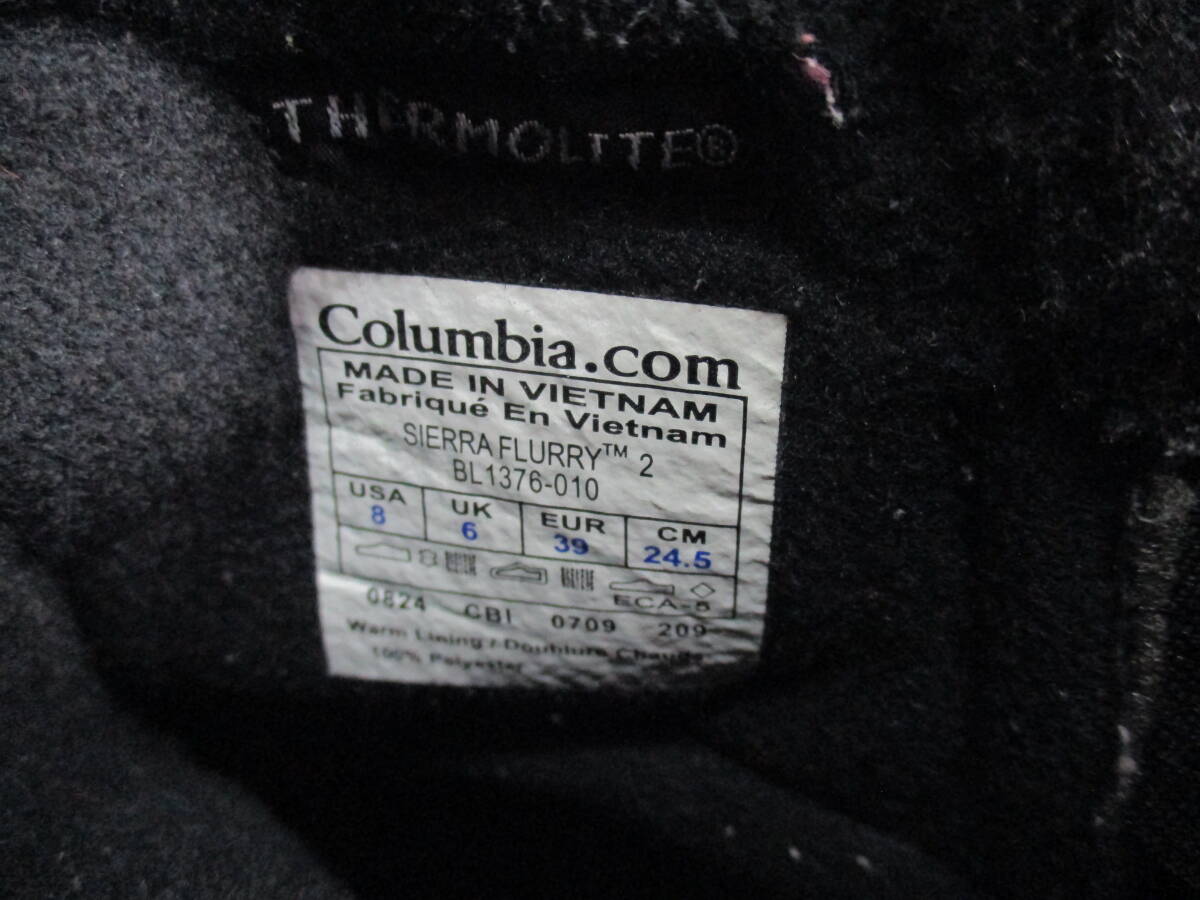 THERMOLITE®
Columbia.com
MADE IN VIETNAM
Fabriqué En Vietnam
SIERRA FLURRY™ 2
BL1376-010
USA UK EUR CM
8 6 39 24.5
ECA-5
0824 CBI 0709 209
Warm Lining / Doublure Chaude
100% Polyester